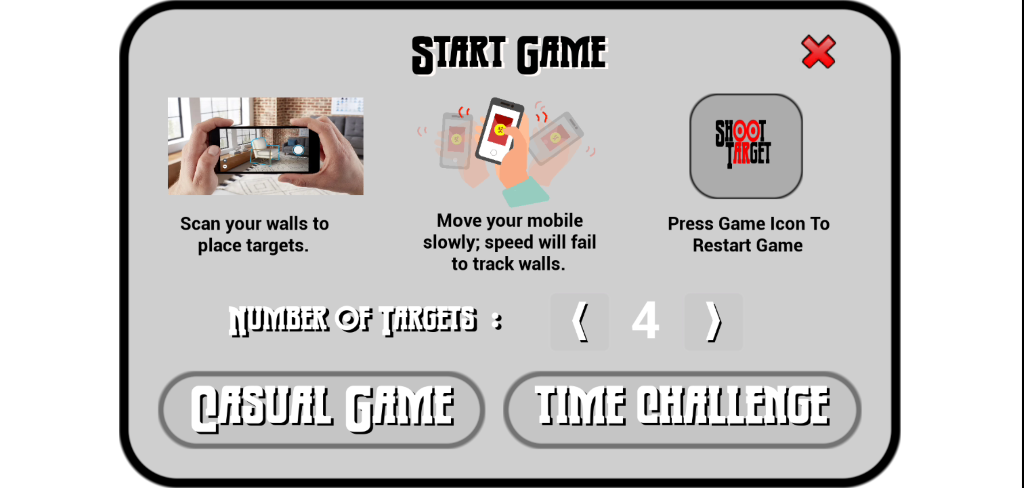 Start Game
SHOOT
TARGET
Scan your walls to
place targets.
Move your mobile
slowly; speed will fail
to track walls.
Press Game Icon To
Restart Game
Number Of Targets :
⟨ 4 ⟩
Casual Game
Time Challenge